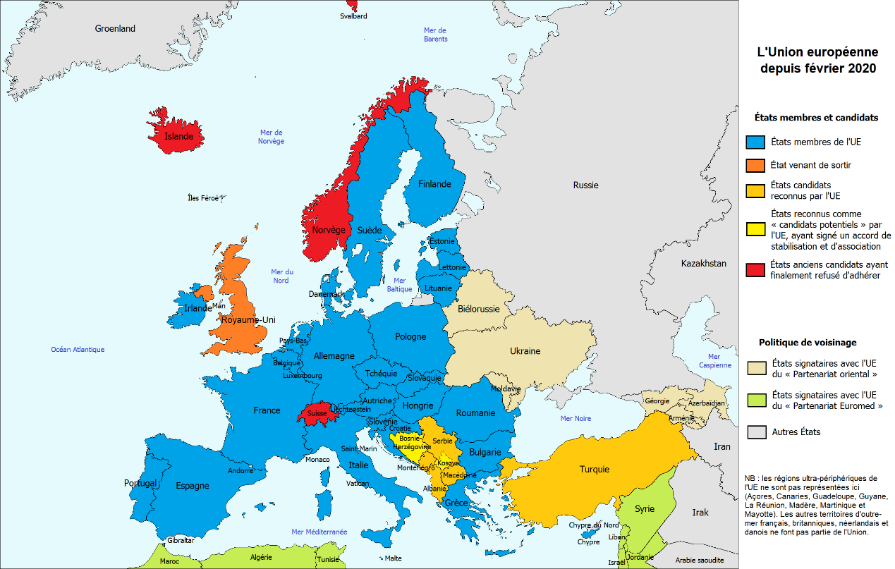 L'Union européenne
depuis février 2020
États membres et candidats
États membres de l'UE
État venant de sortir
États candidats
reconnus par l'UE
États reconnus comme
« candidats potentiels » par
l'UE, ayant signé un accord de
stabilisation et d'association
États anciens candidats ayant
finalement refusé d'adhérer
Politique de voisinage
États signataires avec l'UE
du « Partenariat oriental »
États signataires avec l'UE
du « Partenariat Euromed »
Autres États
NB : les régions ultra-périphériques de
l'UE ne sont pas représentées ici
(Açores, Canaries, Guadeloupe, Guyane,
La Réunion, Madère, Martinique et
Mayotte). Les autres territoires d'outre-
mer français, britanniques, néerlandais et
danois ne font pas partie de l'Union.
Svalbard
Groenland
Mer de
Barents
Islande
Mer de
Norvège
Finlande
Russie
Îles Féroé
Norvège
Suède
Estonie
Kazakhstan
Lettonie
Mer du
Nord
Mer
Baltique
Lituanie
Danemark
Irlande
Man
Biélorussie
Royaume-Uni
Pays-Bas
Pologne
Océan Atlantique
Allemagne
Ukraine
Mer
Caspienne
Belgique
Luxembourg
Tchéquie
Slovaquie
Moldavie
Autriche
Liechtenstein
Hongrie
France
Suisse
Roumanie
Géorgie
Azerbaïdjan
Arménie
Slovénie
Croatie
Mer Noire
Bosnie
Herzégovine
Serbie
Saint-Marin
Bulgarie
Iran
Monaco
Italie
Kosovo
Monténégro
Andorre
Macédoine
Turquie
Portugal
Espagne
Vatican
Albanie
Grèce
Syrie
Irak
Chypre du Nord
Mer Méditerranée
Liban
Chypre
Gibraltar
Malte
Maroc
Algérie
Tunisie
Israël
Jordanie
Arabie saoudite